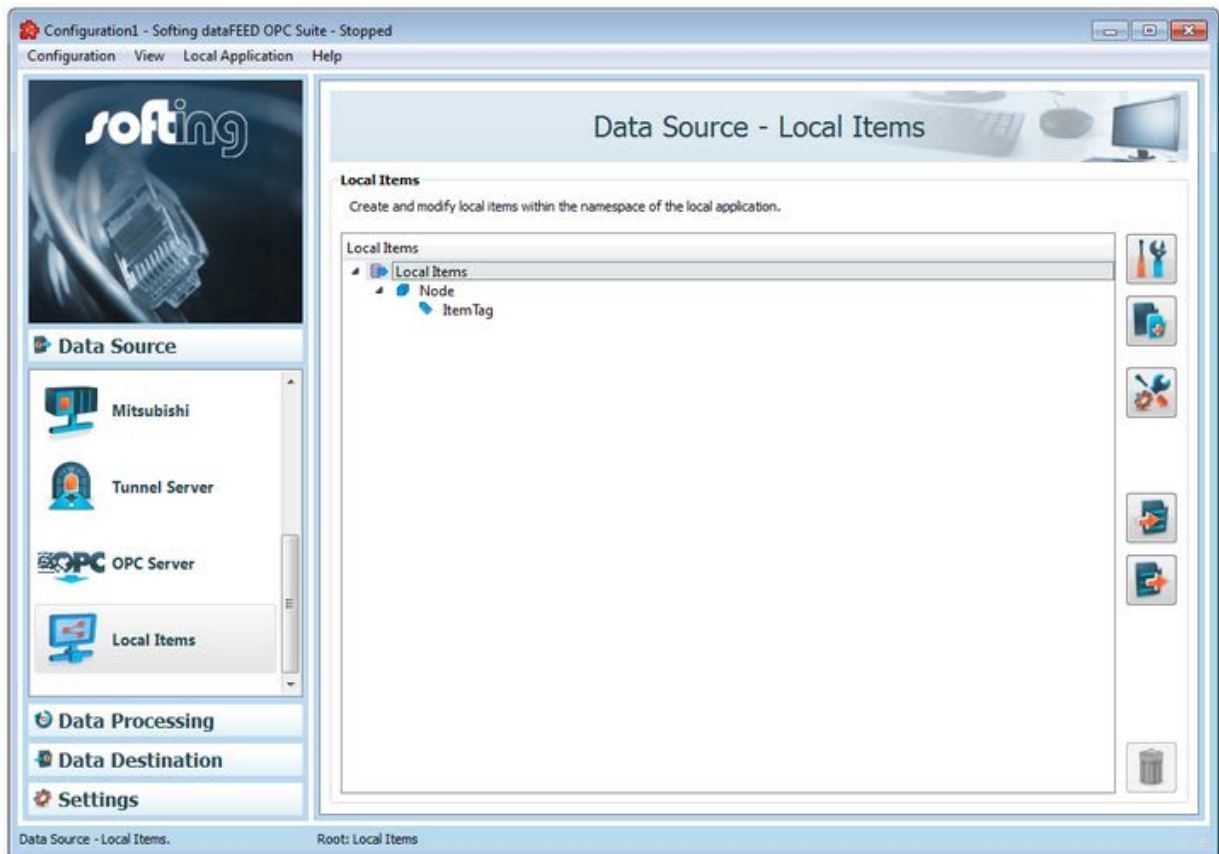 Configuration1 - Softing dataFEED OPC Suite - Stopped
Configuration View Local Application Help
softing
Data Source - Local Items
Local Items
Create and modify local items within the namespace of the local application.
Local Items
Local Items
Node
ItemTag
Data Source
Mitsubishi
Tunnel Server
OPC OPC Server
Local Items
Data Processing
Data Destination
Settings
Data Source - Local Items. Root: Local Items